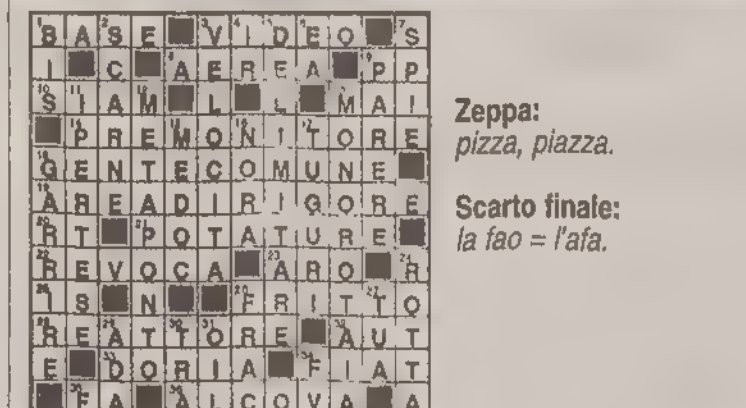 BASE VIDEO S
I C AEREA PP
SIAM L L MAI
PREMONITORE
GENTECOMUNE
AREADIRIGORE
RT POTATURE
REVOCA ARO R
IS N FRITTO
REATTORE AUT
E DORIA FIAT
FA ALCOVA A
Zeppa:
pizza, piazza.
Scarto finale:
la fao = l'afa.